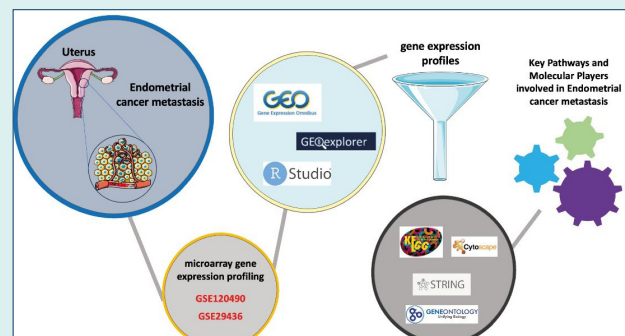 Uterus
Endometrial
cancer metastasis
GEO
Gene Expression Omnibus
GEOexplorer
R Studio
gene expression
profiles
Key Pathways and
Molecular Players
involved in Endometrial
cancer metastasis
microarray gene
expression profiling
GSE120490
GSE29436
KEGG
Cytoscape
STRING
GENEONTOLOGY
Unifying Biology